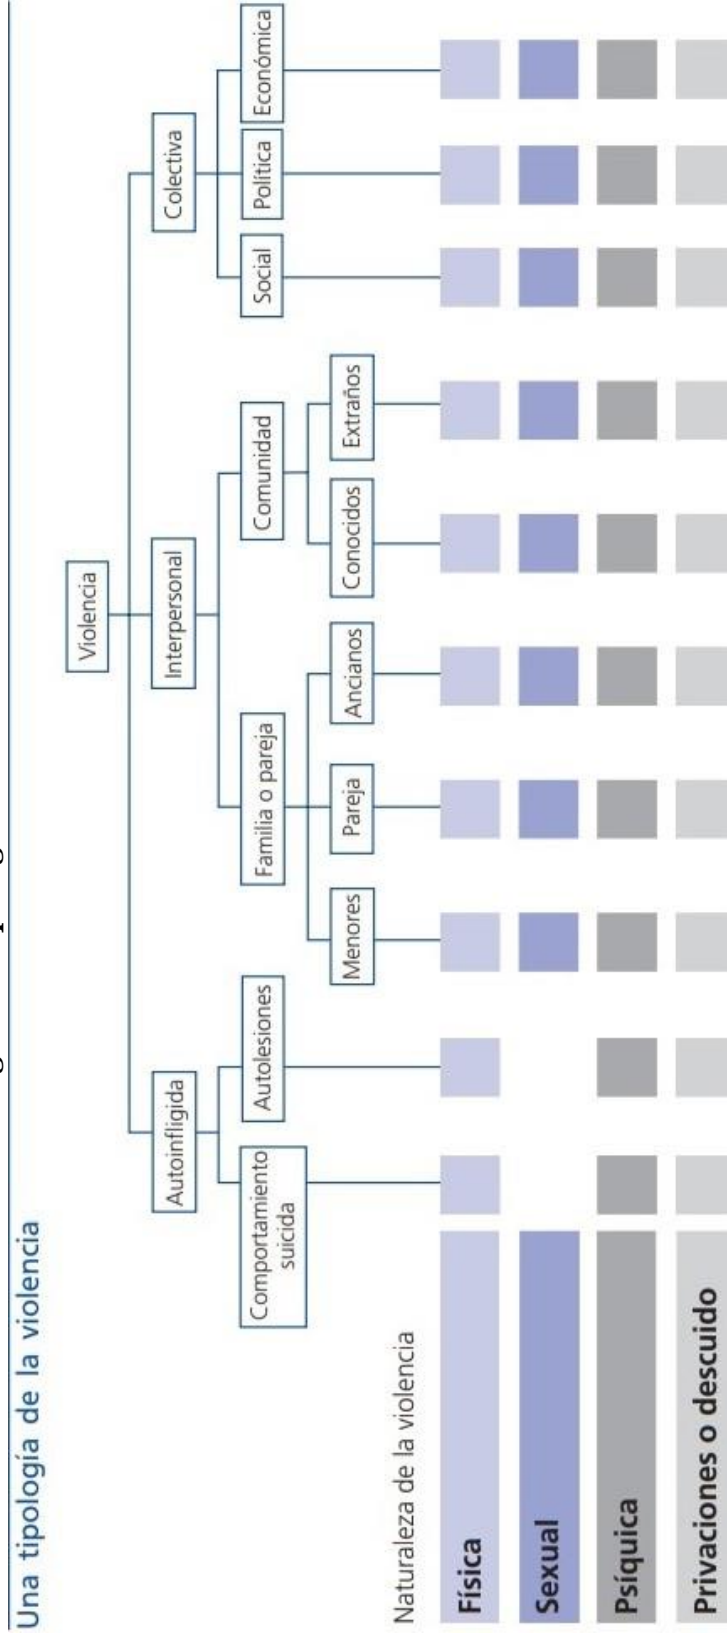 Una tipología de la violencia
Violencia
Autoinfligida
Interpersonal
Colectiva
Comportamiento
suicida
Autolesiones
Familia o pareja
Comunidad
Social
Política
Económica
Menores
Pareja
Ancianos
Conocidos
Extraños
Naturaleza de la violencia
Física
Sexual
Psíquica
Privaciones o descuido